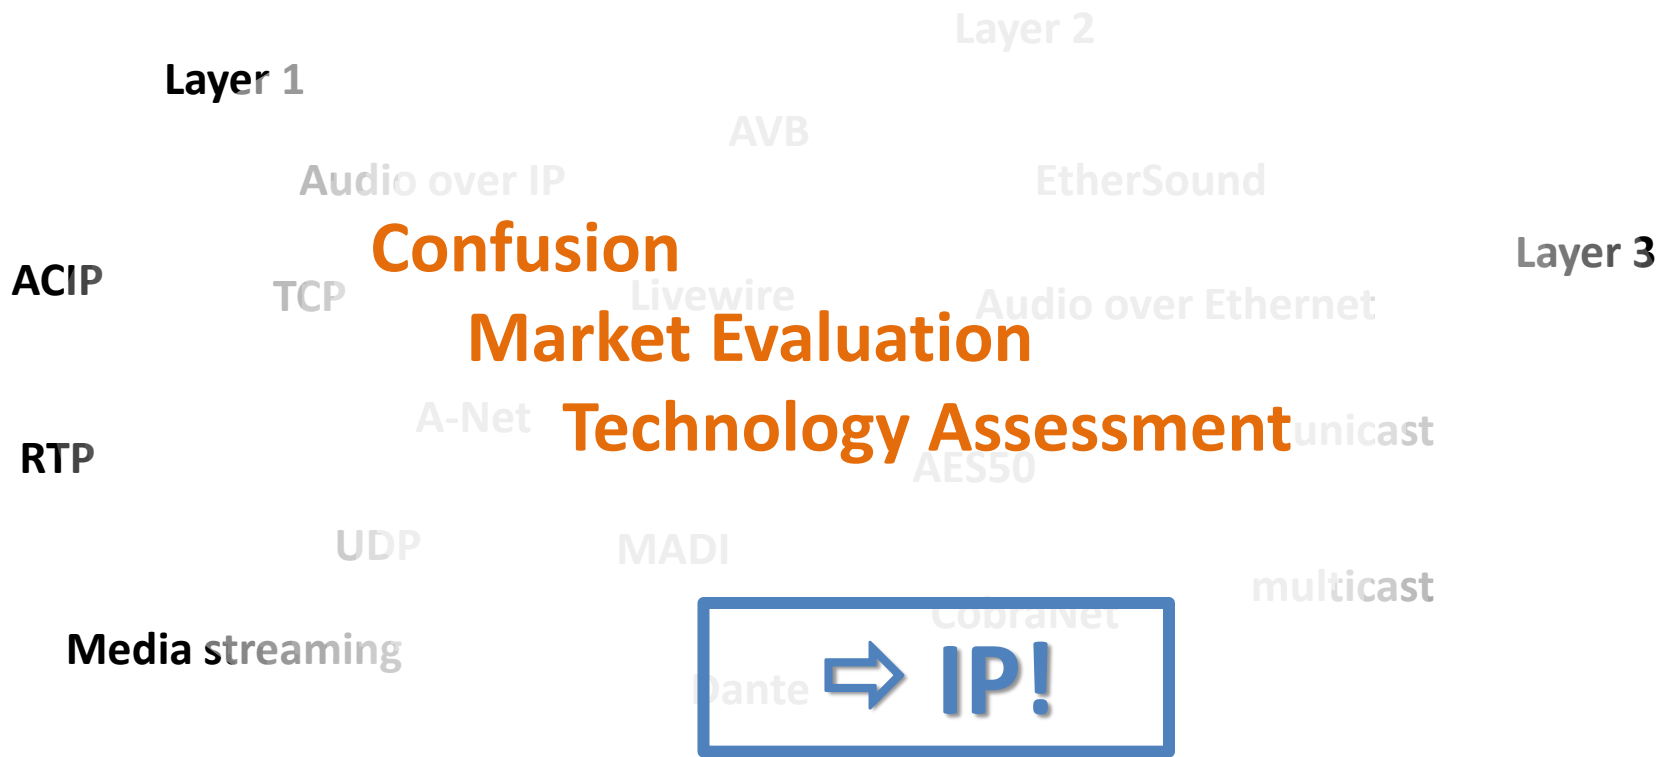 Layer 2
Layer 1
AVB
Audio over IP
EtherSound
Confusion
Layer 3
ACIP
TCP
Livewire
Audio over Ethernet
Market Evaluation
A-Net
Technology Assessment
unicast
RTP
AES50
UDP
MADI
multicast
CobraNet
Media streaming
Dante
⇨ IP!